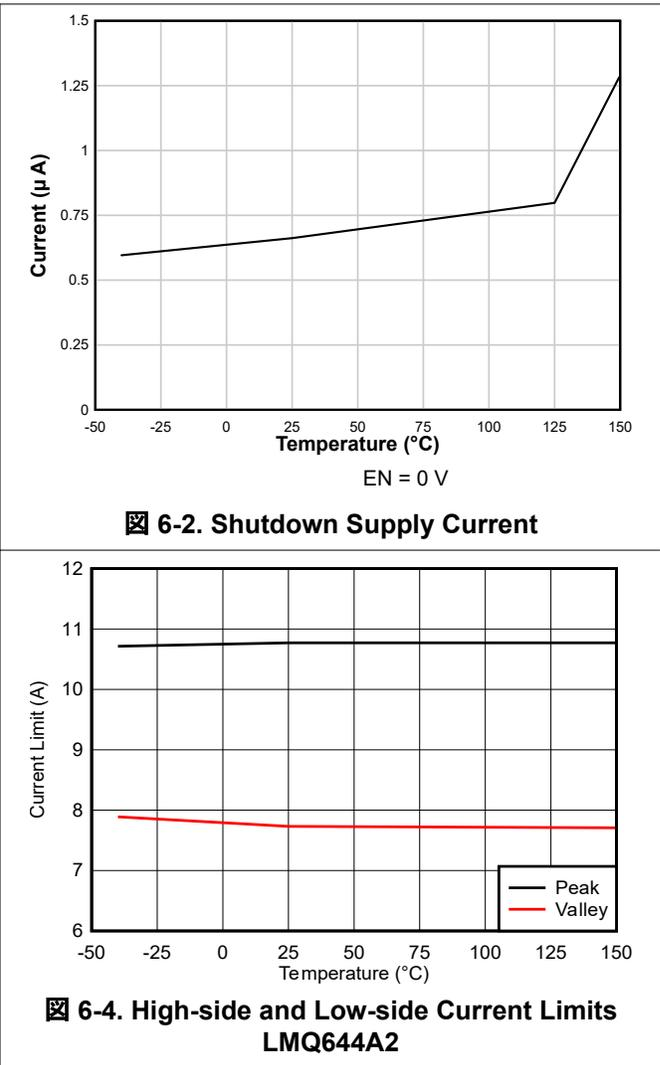 1.5
1.25
1
0.75
0.5
0.25
0
Current (µ A)
-50 -25 0 25 50 75 100 125 150
Temperature (°C)
EN = 0 V
図 6-2. Shutdown Supply Current
12
11
10
9
8
7
6
Current Limit (A)
Peak
Valley
-50 -25 0 25 50 75 100 125 150
Temperature (°C)
図 6-4. High-side and Low-side Current Limits
LMQ644A2